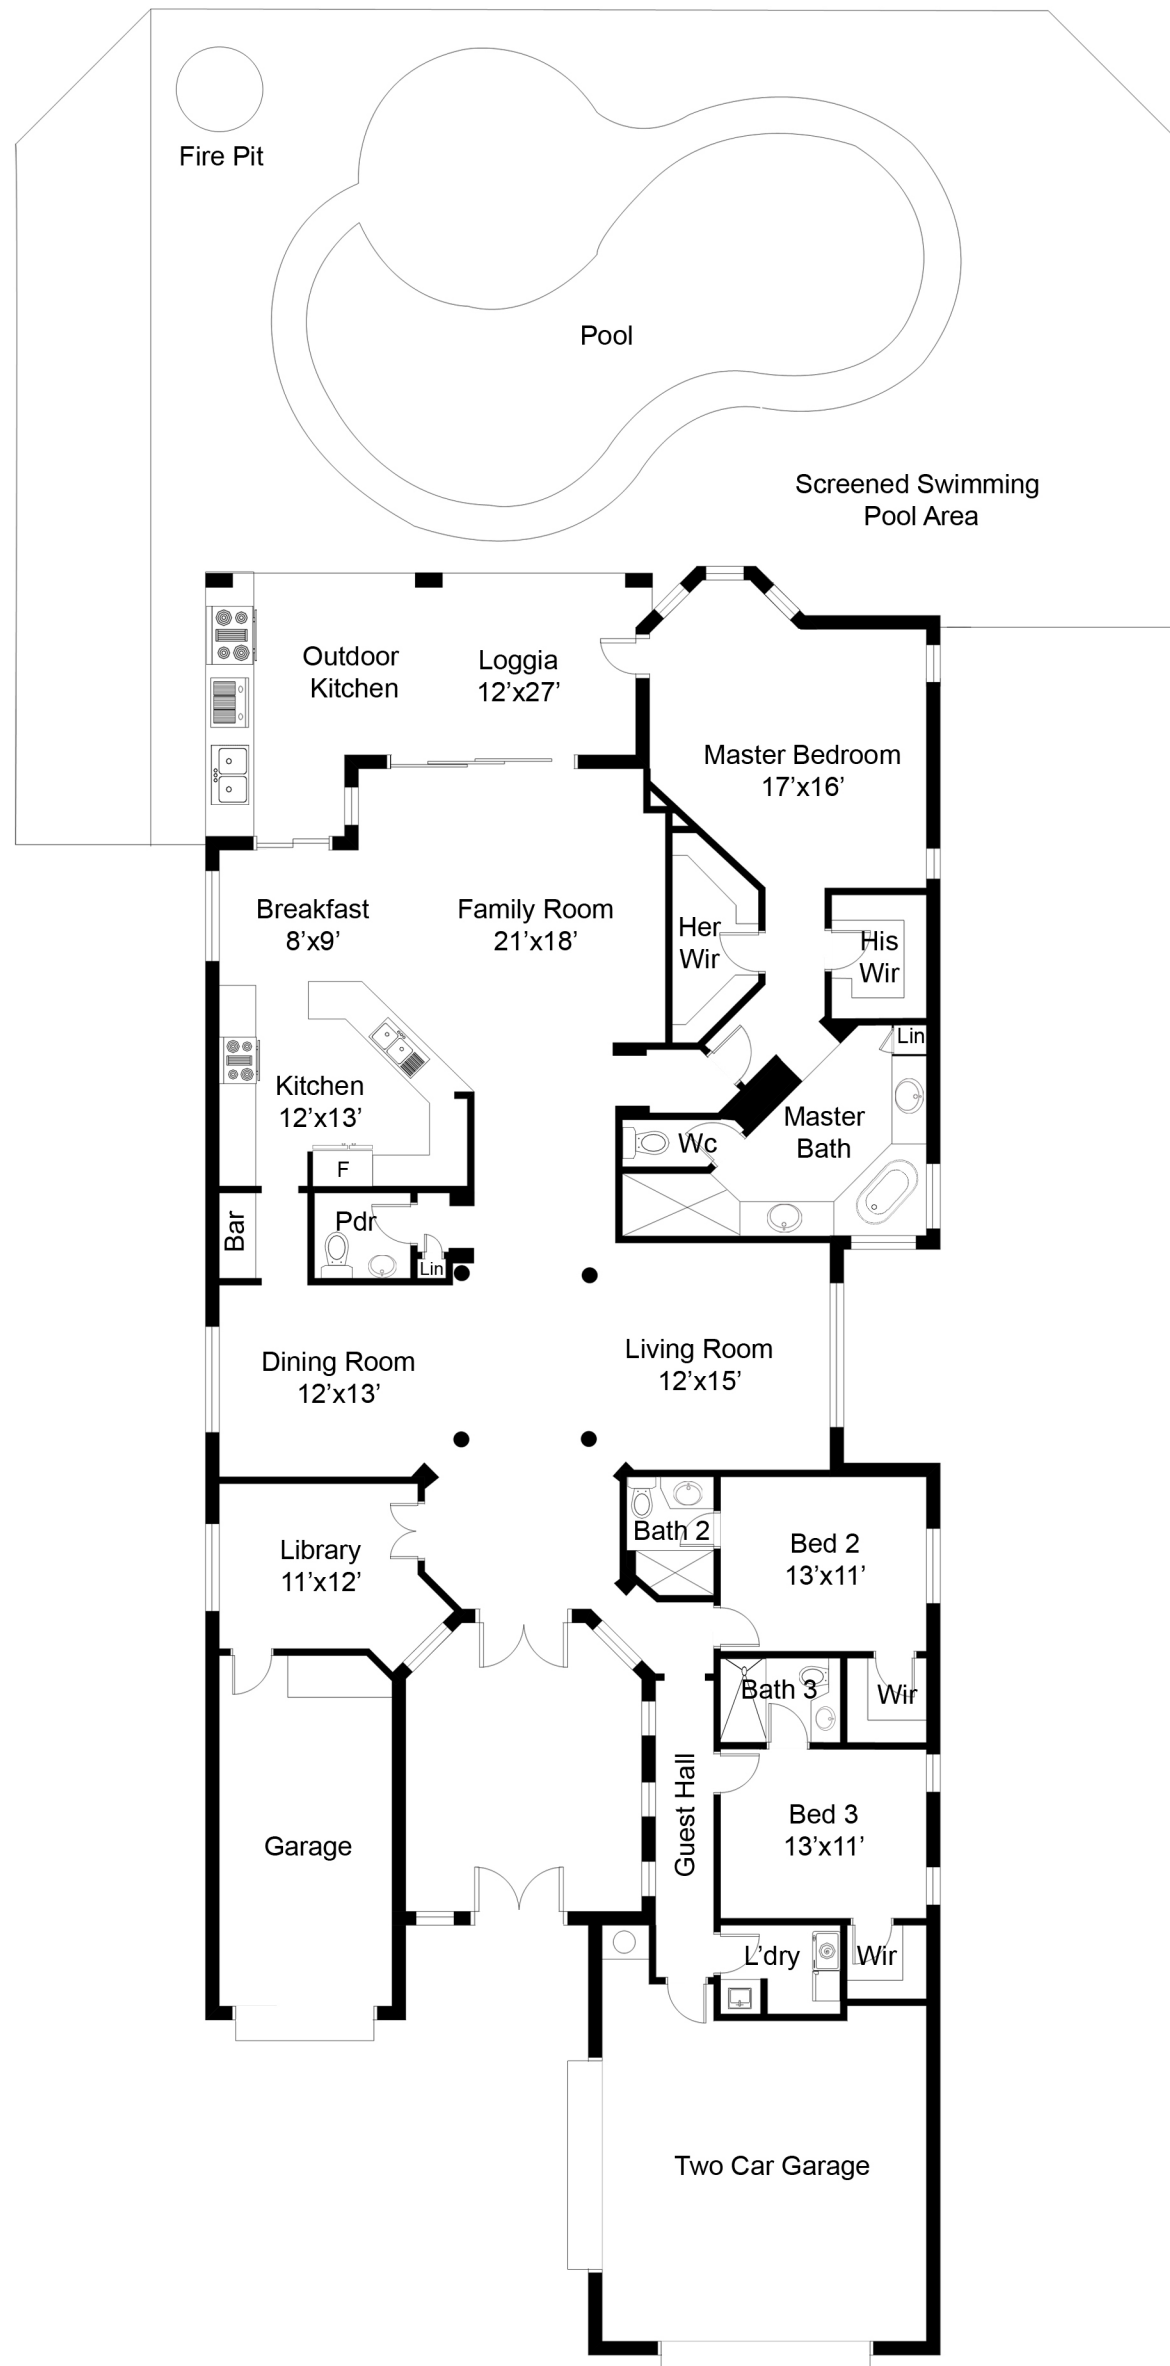 Fire Pit
Pool
Screened Swimming
Pool Area
Outdoor
Kitchen
Loggia
12’x27’
Master Bedroom
17’x16’
Breakfast
8’x9’
Family Room
21’x18’
Her
Wir
His
Wir
Lin
Kitchen
12’x13’
Master
Bath
Wc
F
Bar
Pdr
Lin
Dining Room
12’x13’
Living Room
12’x15’
Library
11’x12’
Bath 2
Bed 2
13’x11’
Bath 3
Wir
Guest Hall
Garage
Bed 3
13’x11’
L’dry
Wir
Two Car Garage